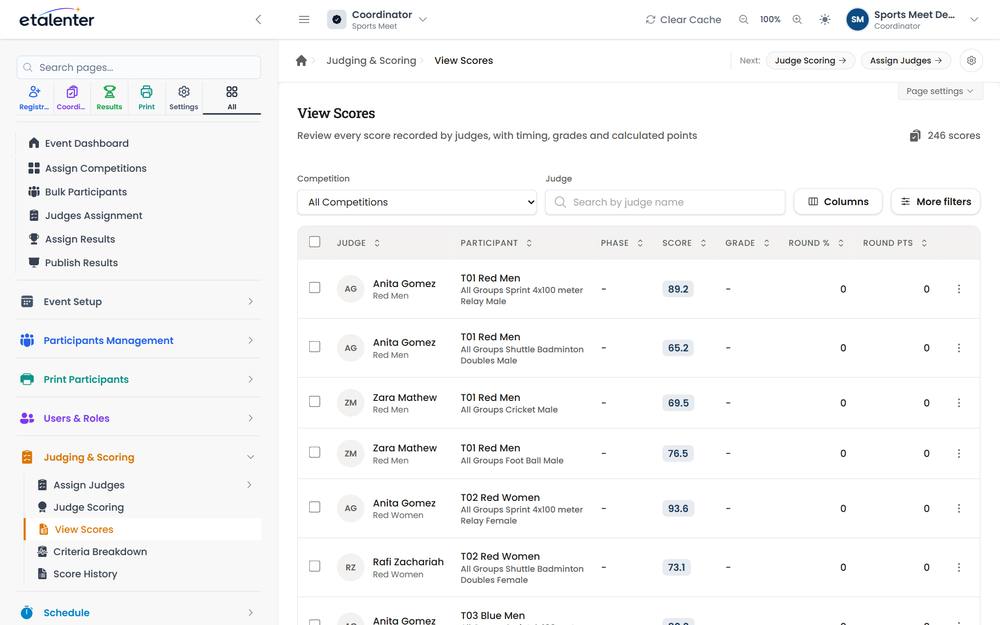 etalenter
Coordinator
Sports Meet
Clear Cache
100%
SM
Sports Meet De...
Coordinator
Search pages...
Registr...
Coordi...
Results
Print
Settings
All
Event Dashboard
Assign Competitions
Bulk Participants
Judges Assignment
Assign Results
Publish Results
Event Setup
Participants Management
Print Participants
Users & Roles
Judging & Scoring
Assign Judges
Judge Scoring
View Scores
Criteria Breakdown
Score History
Schedule
Judging & Scoring
View Scores
Next:
Judge Scoring →
Assign Judges →
Page settings
View Scores
Review every score recorded by judges, with timing, grades and calculated points
246 scores
Competition
Judge
All Competitions
Search by judge name
Columns
More filters
JUDGE PARTICIPANT PHASE SCORE GRADE ROUND % ROUND PTS
AG
Anita Gomez
Red Men
T01 Red Men
All Groups Sprint 4x100 meter
Relay Male
- 89.2 - 0 0
AG
Anita Gomez
Red Men
T01 Red Men
All Groups Shuttle Badminton
Doubles Male
- 65.2 - 0 0
ZM
Zara Mathew
Red Men
T01 Red Men
All Groups Cricket Male
- 69.5 - 0 0
ZM
Zara Mathew
Red Men
T01 Red Men
All Groups Foot Ball Male
- 76.5 - 0 0
AG
Anita Gomez
Red Women
T02 Red Women
All Groups Sprint 4x100 meter
Relay Female
- 93.6 - 0 0
RZ
Rafi Zachariah
Red Women
T02 Red Women
All Groups Shuttle Badminton
Doubles Female
- 73.1 - 0 0
Anita Gomez
T03 Blue Men